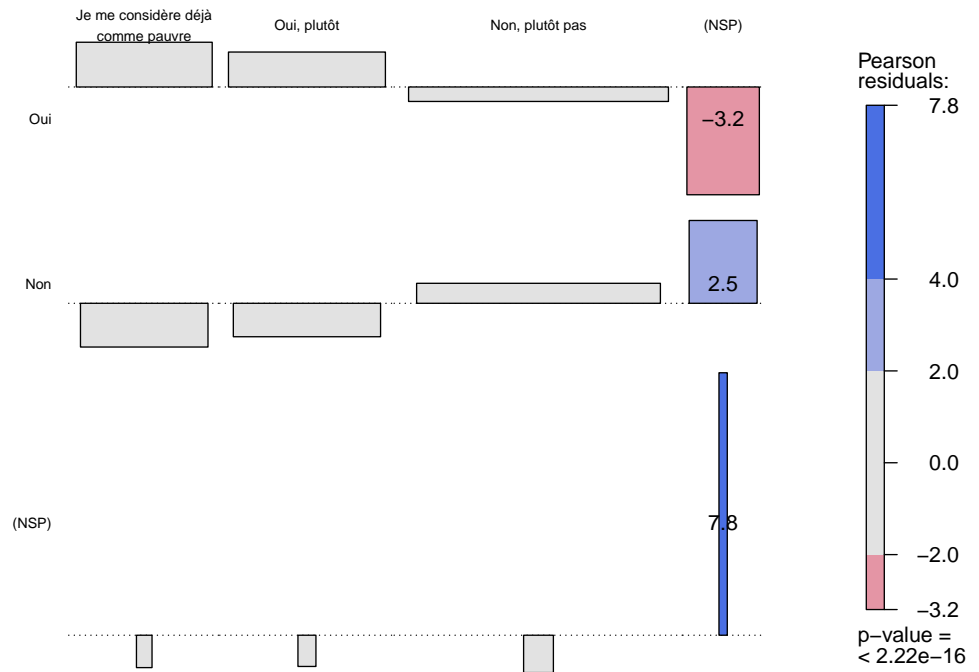 Je me considère déjà
comme pauvre
Oui, plutôt
Non, plutôt pas
(NSP)
Oui
−3.2
Non
2.5
(NSP)
7.8
Pearson
residuals:
7.8
4.0
2.0
0.0
−2.0
−3.2
p−value =
< 2.22e−16